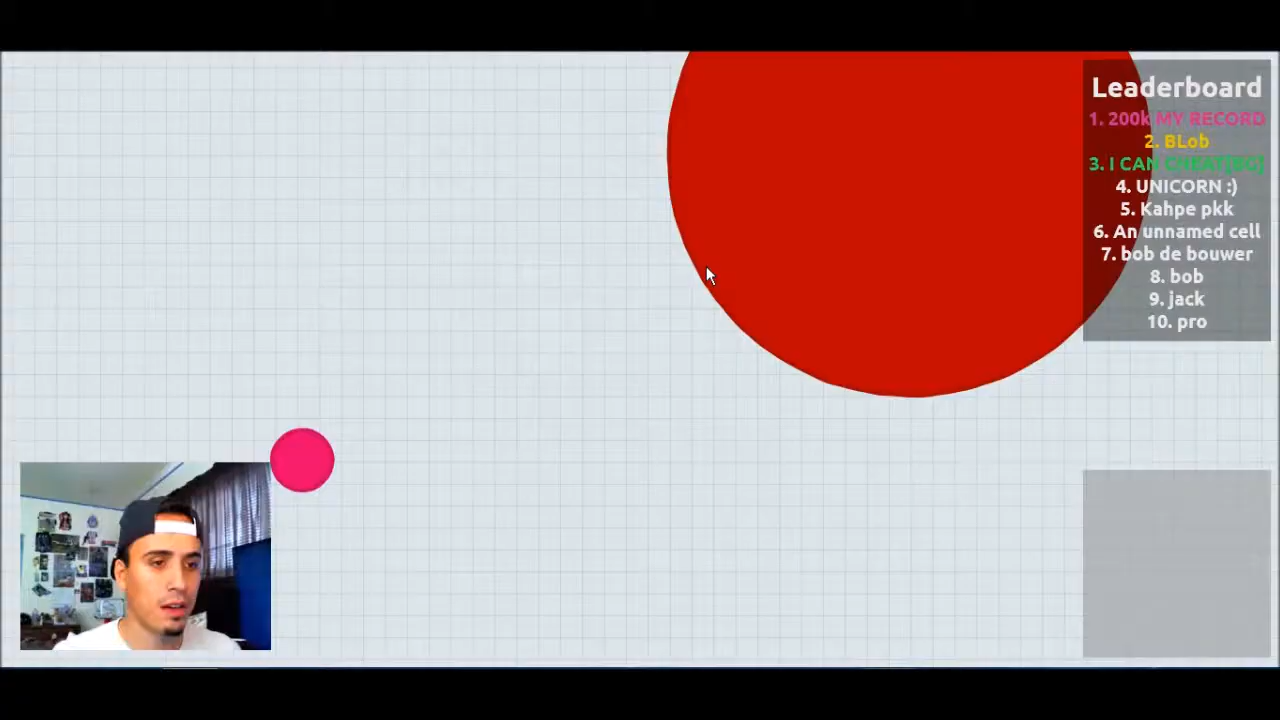 Leaderboard
1. 200k MY RECORD
2. BLob
3. I CAN CHEAT[BG]
4. UNICORN :)
5. Kahpe pkk
6. An unnamed cell
7. bob de bouwer
8. bob
9. jack
10. pro